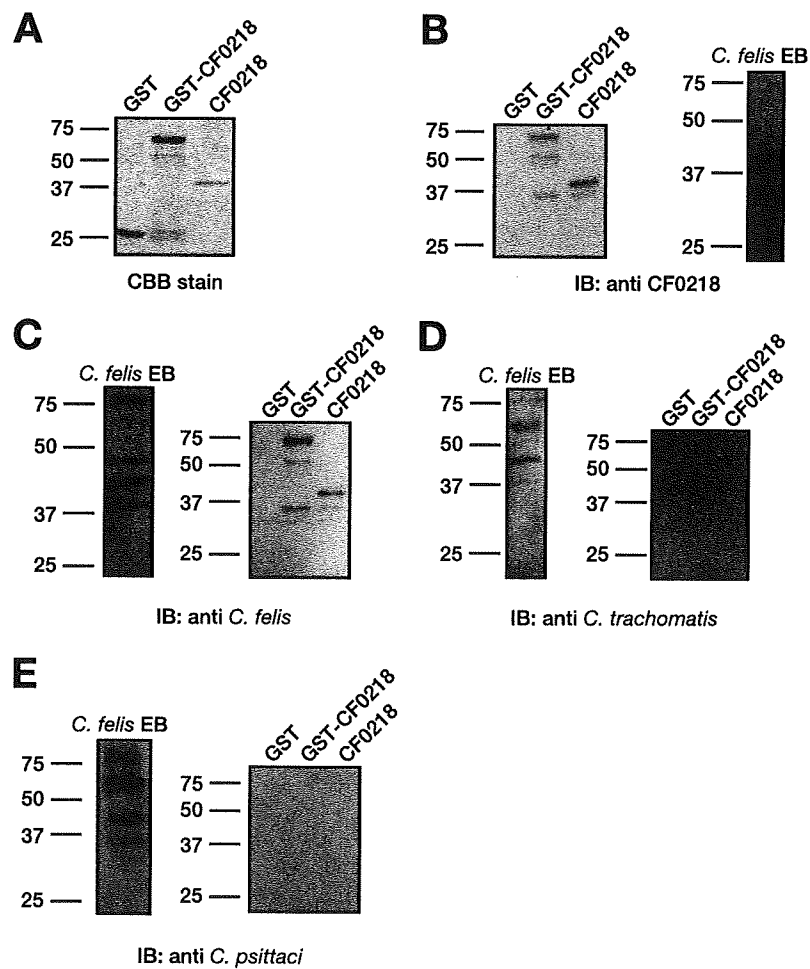 A
GST
GST-CF0218
CF0218
75
50
37
25
CBB stain
B
GST
GST-CF0218
CF0218
75
50
37
25
C. felis EB
75
50
37
25
IB: anti CF0218
C
C. felis EB
75
50
37
25
GST
GST-CF0218
CF0218
75
50
37
25
IB: anti C. felis
D
C. felis EB
75
50
37
25
GST
GST-CF0218
CF0218
75
50
37
25
IB: anti C. trachomatis
E
C. felis EB
75
50
37
25
GST
GST-CF0218
CF0218
75
50
37
25
IB: anti C. psittaci